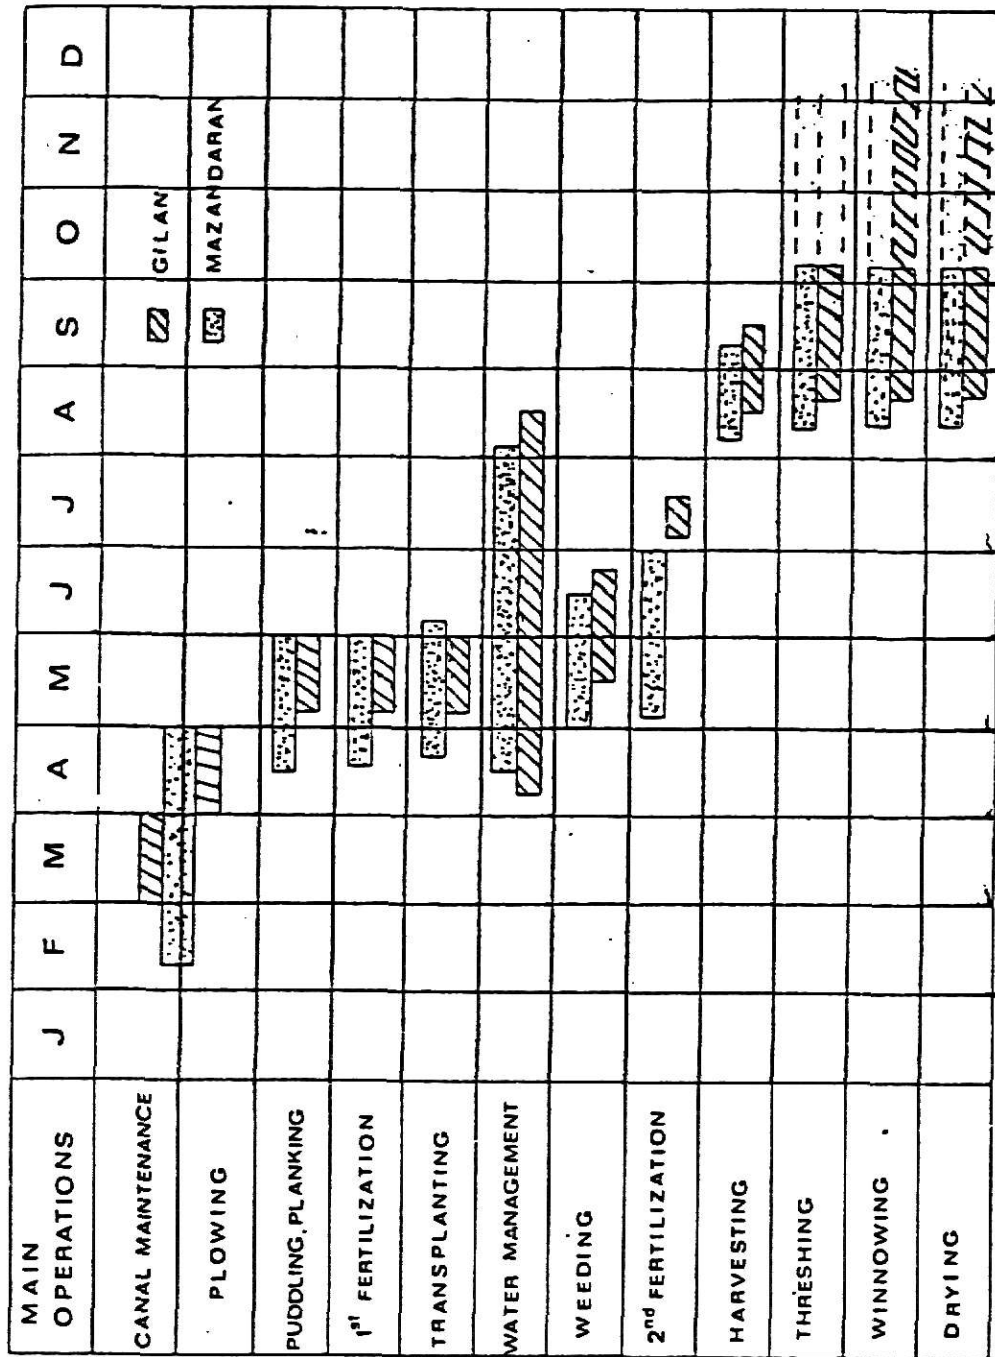 MAIN
OPERATIONS
J F M A M J J A S O N D
CANAL MAINTENANCE
GILAN
PLOWING
MAZANDARAN
PUDDLING, PLANKING
1st FERTILIZATION
TRANSPLANTING
WATER MANAGEMENT
WEEDING
2nd FERTILIZATION
HARVESTING
THRESHING
WINNOWING
DRYING